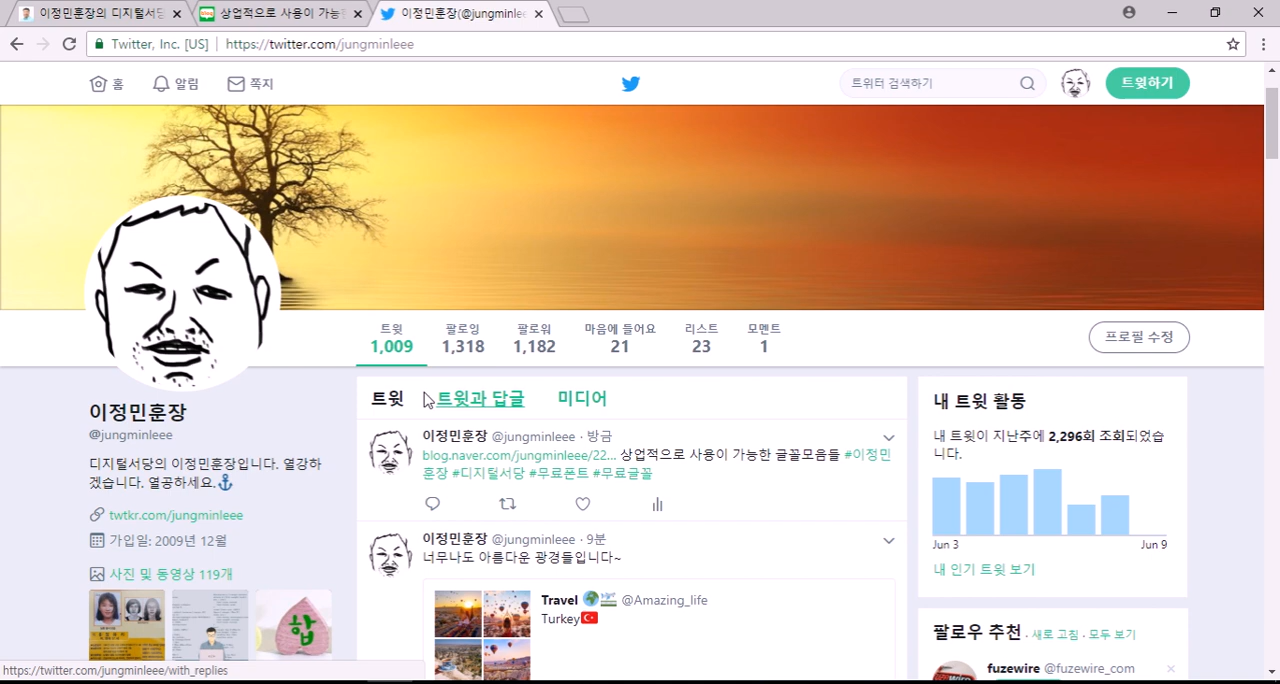 이정민훈장의 디지털서당
상업적으로 사용이 가능한
이정민훈장(@jungminlee
Twitter, Inc. [US]
https://twitter.com/jungminleee
홈
알림
쪽지
트위터 검색하기
트윗하기
트윗 1,009
팔로잉 1,318
팔로워 1,182
마음에 들어요 21
리스트 23
모멘트 1
프로필 수정
이정민훈장
@jungminleee
디지털서당의 이정민훈장입니다. 열강하
겠습니다. 열공하세요.⚓
twtkr.com/jungminleee
가입일: 2009년 12월
사진 및 동영상 119개
합
트윗
트윗과 답글
미디어
이정민훈장 @jungminleee · 방금
blog.naver.com/22... 상업적으로 사용이 가능한 글꼴모음들 #이정민
훈장 #디지털서당 #무료폰트 #무료글꼴
이정민훈장 @jungminleee · 9분
너무나도 아름다운 광경들입니다~
Travel @Amazing_life
Turkey🇹🇷
내 트윗 활동
내 트윗이 지난주에 2,296회 조회되었습
니다.
Jun 3
Jun 9
내 인기 트윗 보기
팔로우 추천 · 새로 고침 · 모두 보기
fuzewire @fuzewire_com
https://twitter.com/jungminleee/with_replies